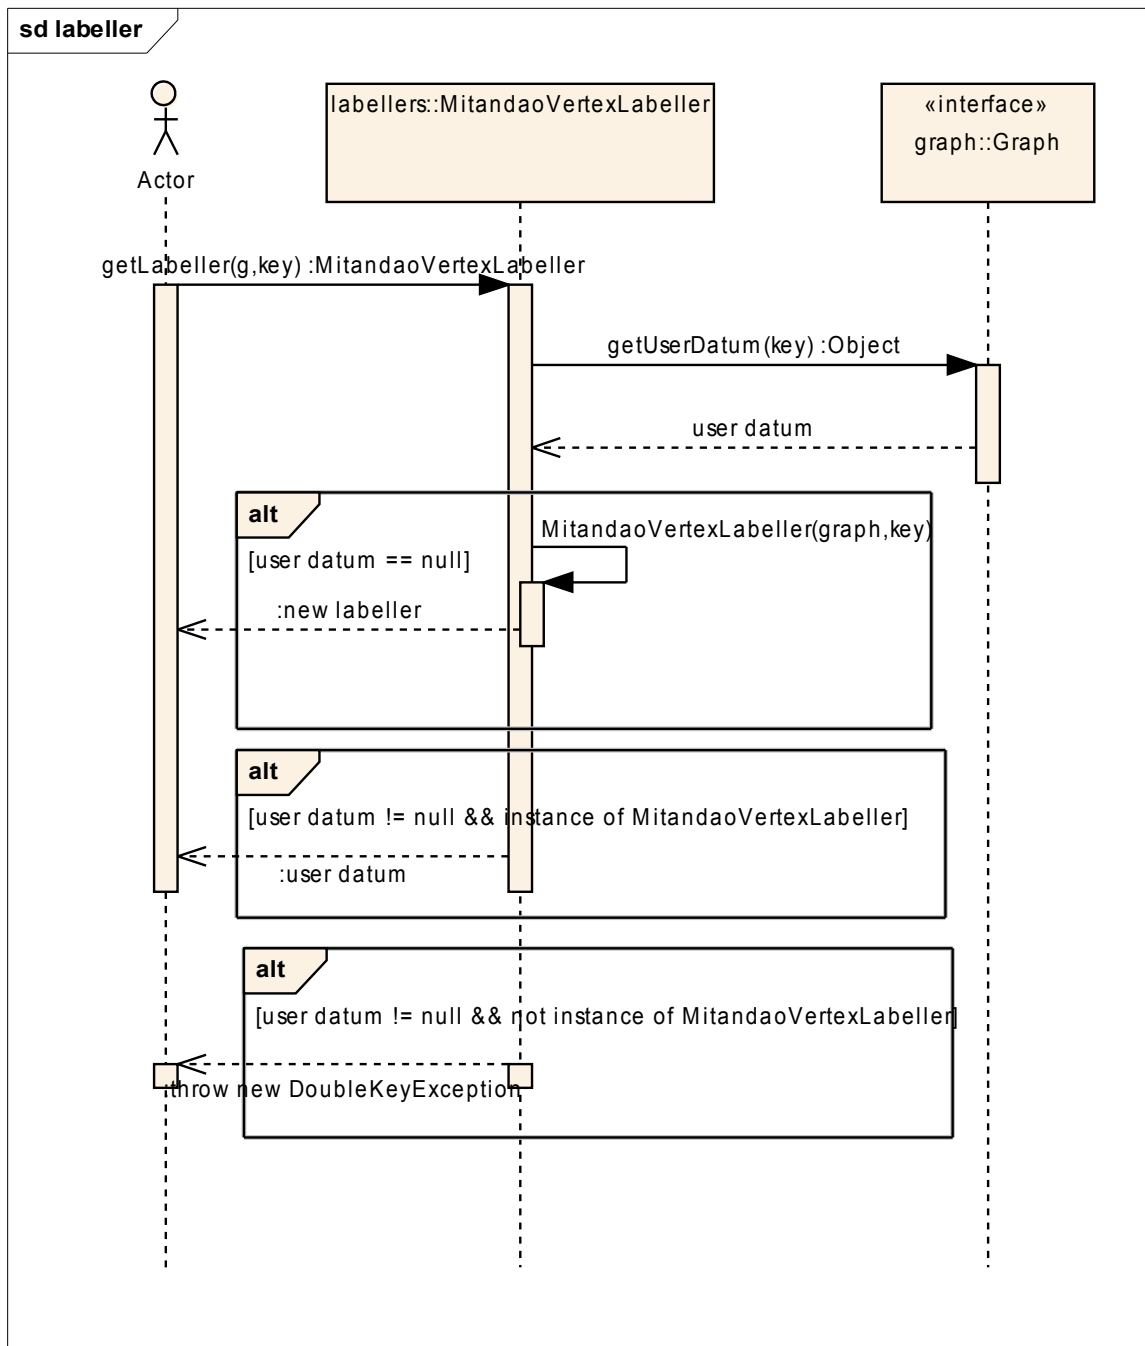 sd labeller
Actor
labellers::MitandaoVertexLabeller
«interface»
graph::Graph
getLabeller(g,key) :MitandaoVertexLabeller
getUserDatum(key) :Object
user datum
alt
MitandaoVertexLabeller(graph,key)
[user datum == null]
:new labeller
alt
[user datum != null && instance of MitandaoVertexLabeller]
:user datum
alt
[user datum != null && not instance of MitandaoVertexLabeller]
:throw new DoubleKeyException